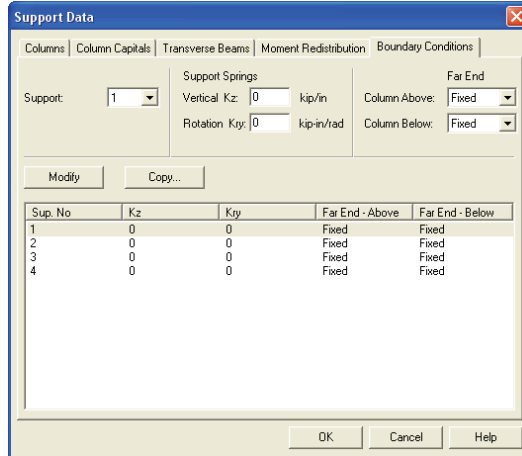 Support Data
Columns Column Capitals Transverse Beams Moment Redistribution Boundary Conditions
Support Springs Far End
Support: 1 Vertical Kz: 0 kip/in Column Above: Fixed
Rotation Kry: 0 kip-in/rad Column Below: Fixed
Modify Copy...
Sup. No Kz Kry Far End - Above Far End - Below
1 0 0 Fixed Fixed
2 0 0 Fixed Fixed
3 0 0 Fixed Fixed
4 0 0 Fixed Fixed
OK Cancel Help